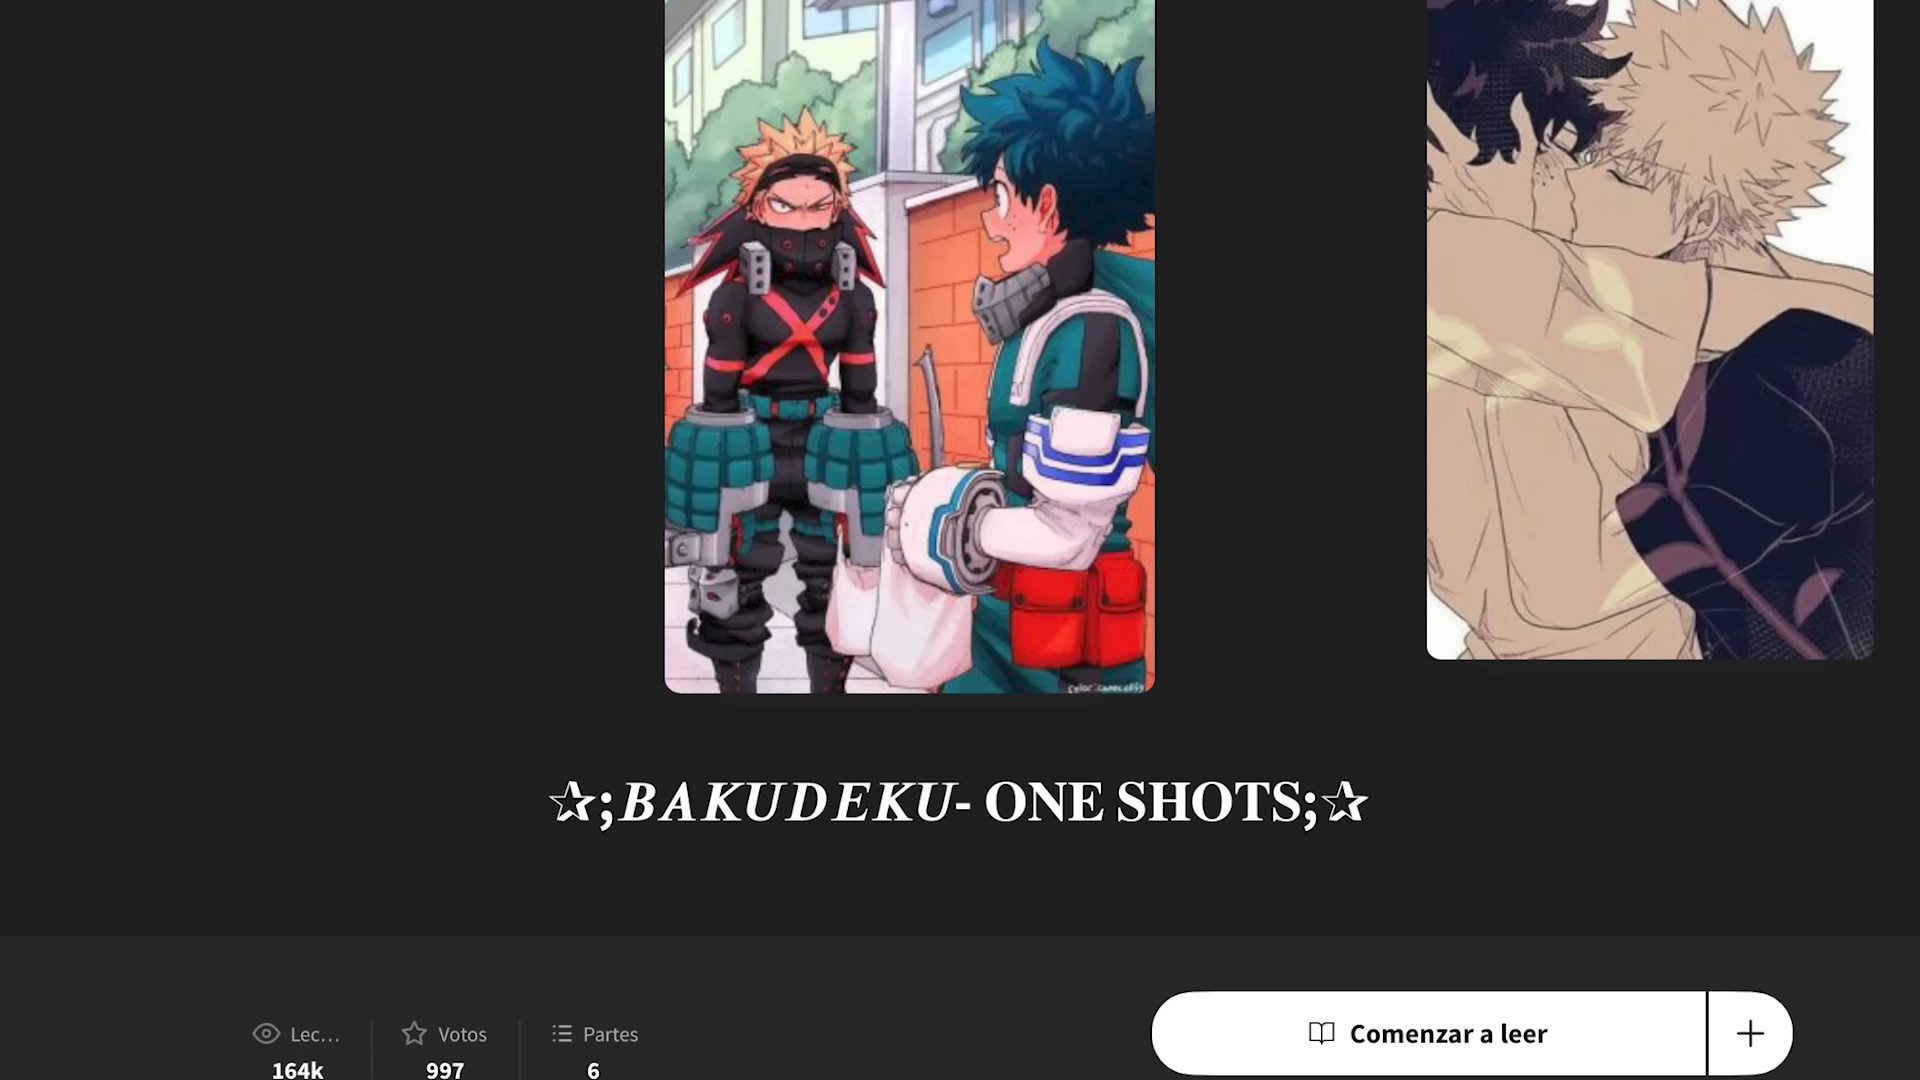 ☆;𝑩𝑨𝑲𝑼𝑫𝑬𝑲𝑼- ONE SHOTS;☆
Lec...
Votos
Partes
164k
997
6
Comenzar a leer